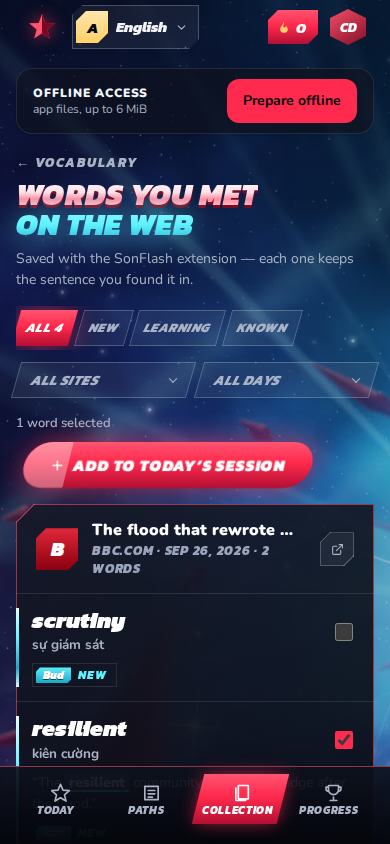 A English
0
CD
OFFLINE ACCESS
app files, up to 6 MiB
Prepare offline
← VOCABULARY
WORDS YOU MET
ON THE WEB
Saved with the SonFlash extension — each one keeps
the sentence you found it in.
ALL 4 NEW LEARNING KNOWN
ALL SITES ALL DAYS
1 word selected
+ ADD TO TODAY'S SESSION
B
The flood that rewrote ...
BBC.COM · SEP 26, 2026 · 2
WORDS
scrutiny
sự giám sát
Bud NEW
resilient
kiên cường
resilient
TODAY PATHS COLLECTION PROGRESS